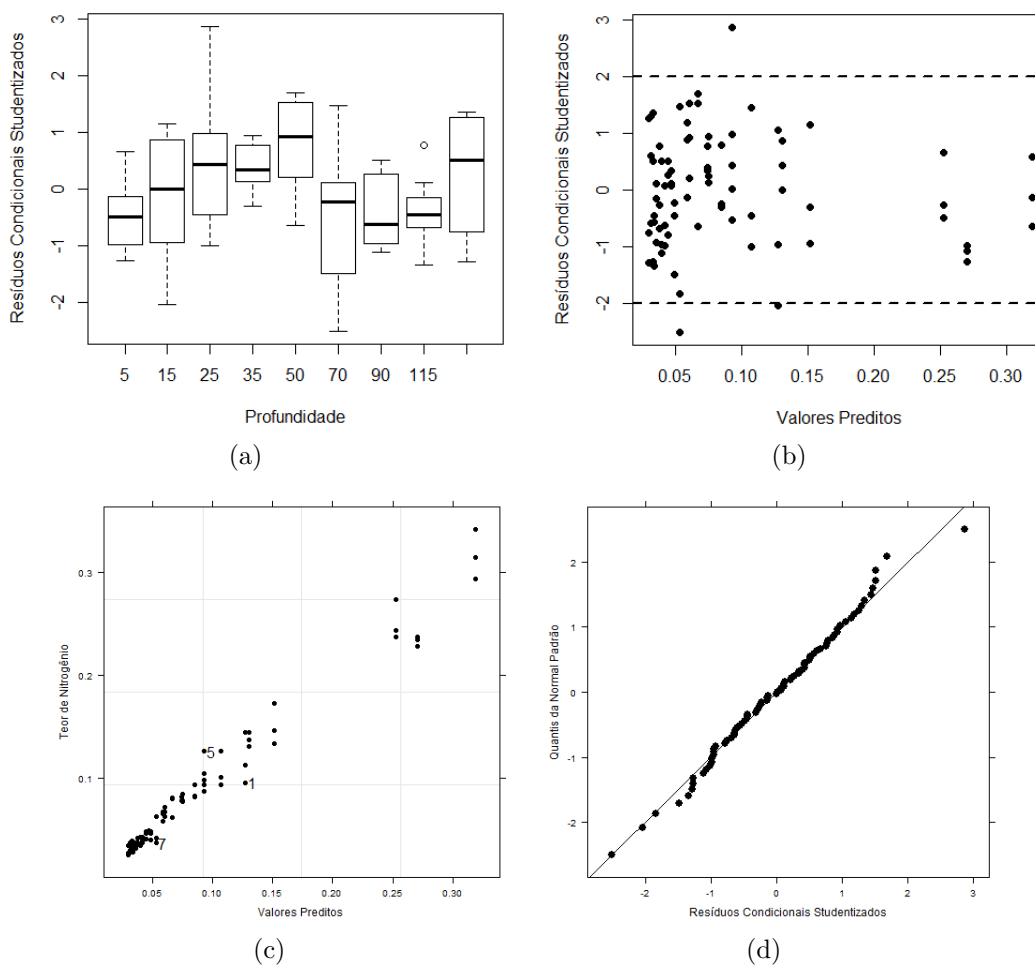 Resíduos Condicionais Studentizados
3
2
1
0
-1
-2
5 15 25 35 50 70 90 115
Profundidade
(a)
Resíduos Condicionais Studentizados
3
2
1
0
-1
-2
0.05 0.10 0.15 0.20 0.25 0.30
Valores Preditos
(b)
Teor de Nitrogênio
0.3
0.2
0.1
5
1
7
0.05 0.10 0.15 0.20 0.25 0.30
Valores Preditos
(c)
Quantis da Normal Padrão
2
1
0
-1
-2
-2 -1 0 1 2 3
Resíduos Condicionais Studentizados
(d)